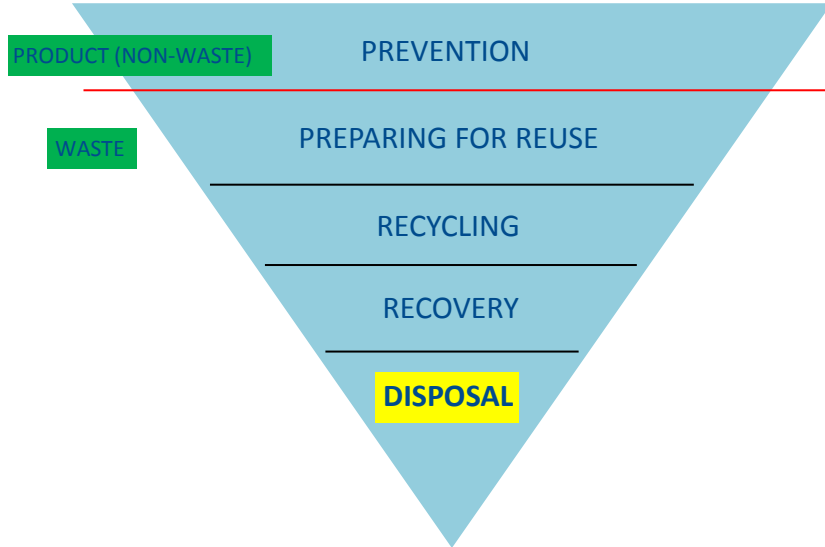 PRODUCT (NON-WASTE)
PREVENTION
WASTE
PREPARING FOR REUSE
RECYCLING
RECOVERY
DISPOSAL